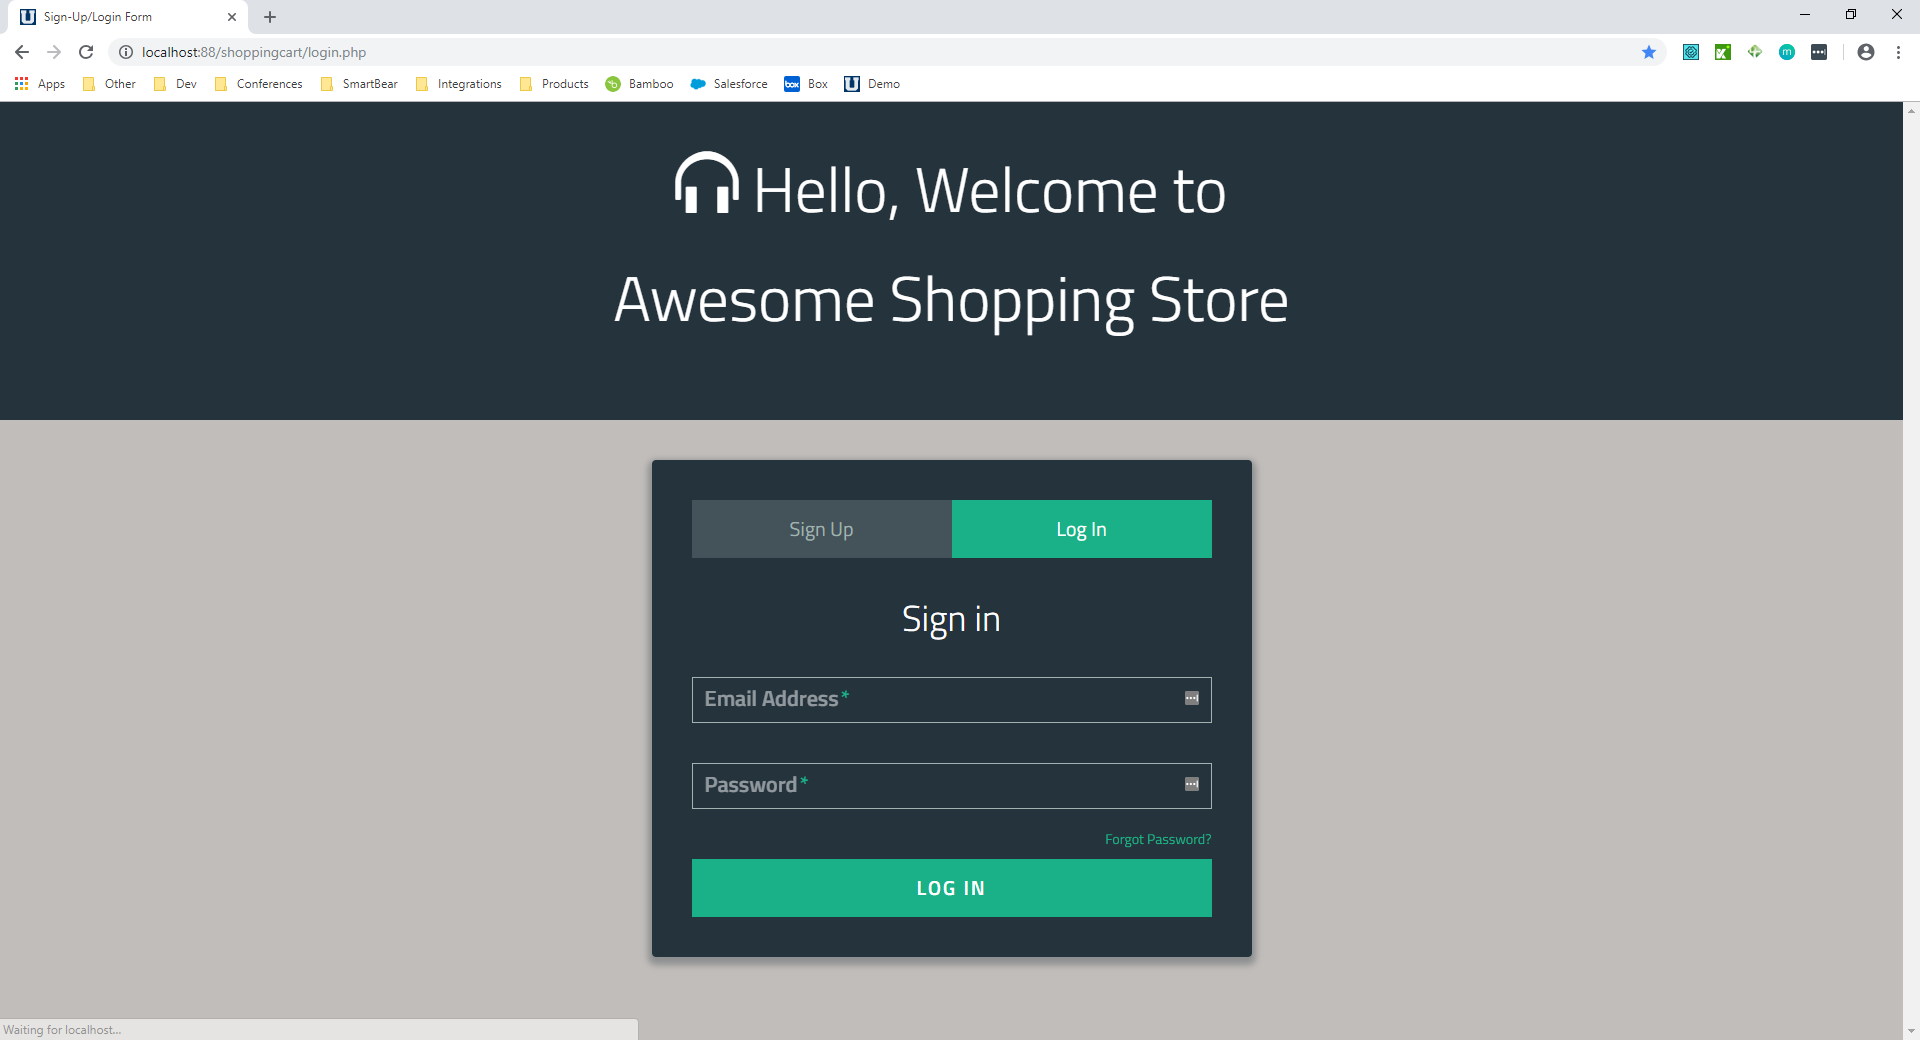 Sign-Up/Login Form
localhost:88/shoppingcart/login.php
Apps Other Dev Conferences SmartBear Integrations Products Bamboo Salesforce box Box Demo
Hello, Welcome to
Awesome Shopping Store
Sign Up Log In
Sign in
Email Address*
Password*
Forgot Password?
LOG IN
Waiting for localhost...